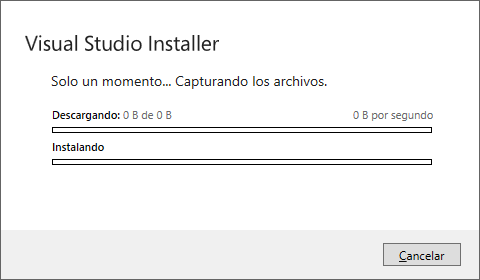 Visual Studio Installer
Solo un momento... Capturando los archivos.
Descargando: 0 B de 0 B 0 B por segundo
Instalando
Cancelar